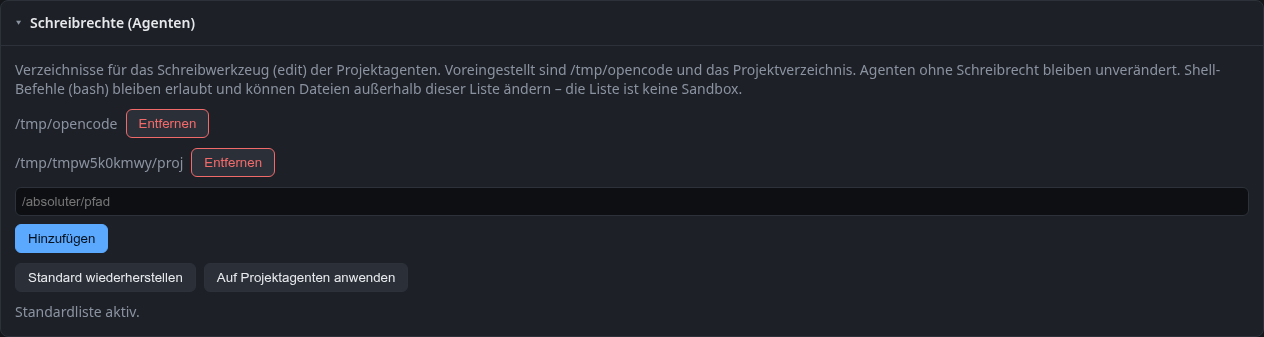 Schreibrechte (Agenten)
Verzeichnisse für das Schreibwerkzeug (edit) der Projektagenten. Voreingestellt sind /tmp/opencode und das Projektverzeichnis. Agenten ohne Schreibrecht bleiben unverändert. Shell-
Befehle (bash) bleiben erlaubt und können Dateien außerhalb dieser Liste ändern – die Liste ist keine Sandbox.
/tmp/opencode Entfernen
/tmp/tmpw5k0kmwy/proj Entfernen
/absoluter/pfad
Hinzufügen
Standard wiederherstellen Auf Projektagenten anwenden
Standardliste aktiv.